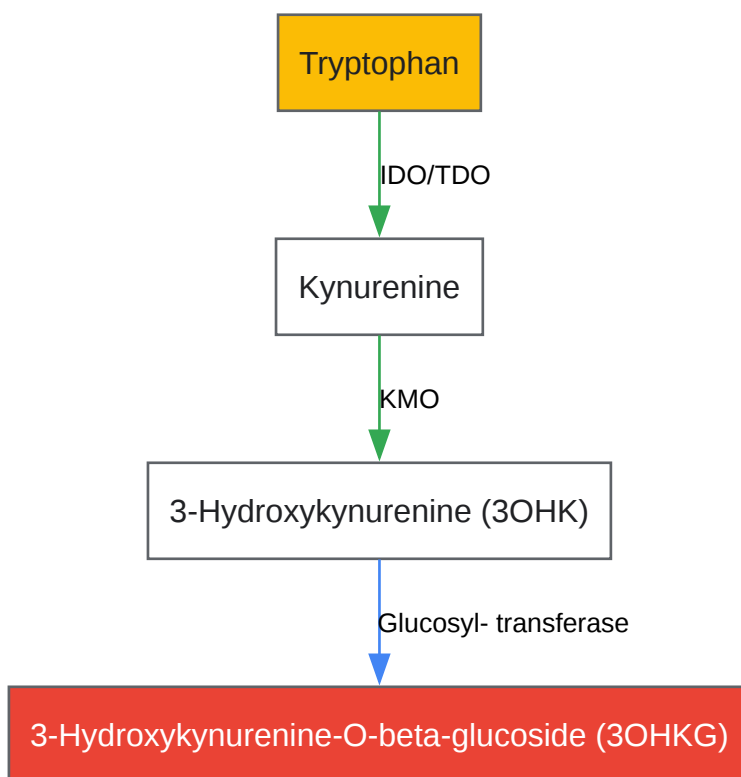 Tryptophan
IDO/TDO
Kynurenine
KMO
3-Hydroxykynurenine (3OHK)
Glucosyl- transferase
3-Hydroxykynurenine-O-beta-glucoside (3OHKG)